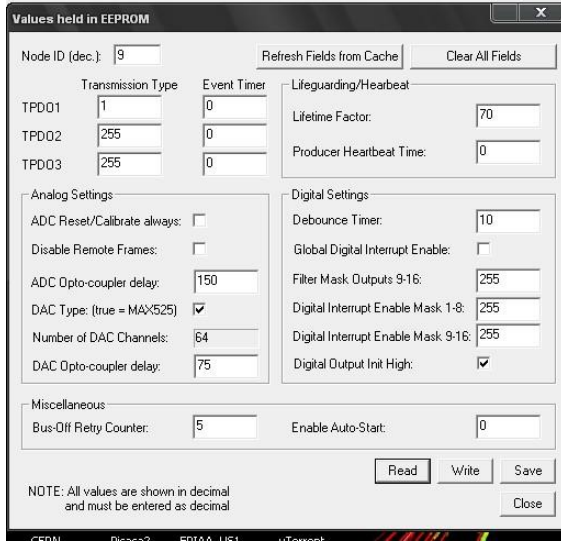 Values held in EEPROM
x
Node ID (dec.): 9
Refresh Fields from Cache
Clear All Fields
Transmission Type Event Timer
TPDO1 1 0
TPDO2 255 0
TPDO3 255 0
Lifeguarding/Hearbeat
Lifetime Factor: 70
Producer Heartbeat Time: 0
Analog Settings
ADC Reset/Calibrate always:
Disable Remote Frames:
ADC Opto-coupler delay: 150
DAC Type: (true = MAX525)
Number of DAC Channels: 64
DAC Opto-coupler delay: 75
Digital Settings
Debounce Timer: 10
Global Digital Interrupt Enable:
Filter Mask Outputs 9-16: 255
Digital Interrupt Enable Mask 1-8: 255
Digital Interrupt Enable Mask 9-16: 255
Digital Output Init High:
Miscellaneous
Bus-Off Retry Counter: 5
Enable Auto-Start: 0
Read
Write
Save
NOTE: All values are shown in decimal
and must be entered as decimal
Close
CERN Picasa2 uTorrent